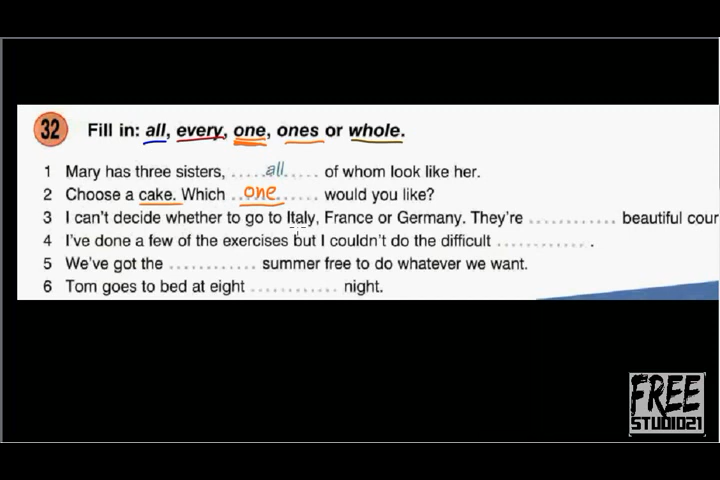 32 Fill in: all, every, one, ones or whole.
1 Mary has three sisters, .....all..... of whom look like her.
2 Choose a cake. Which ..one...... would you like?
3 I can't decide whether to go to Italy, France or Germany. They're ............ beautiful cour
4 I've done a few of the exercises but I couldn't do the difficult ............ .
5 We've got the ............ summer free to do whatever we want.
6 Tom goes to bed at eight ............ night.
FREE
STUDIO21